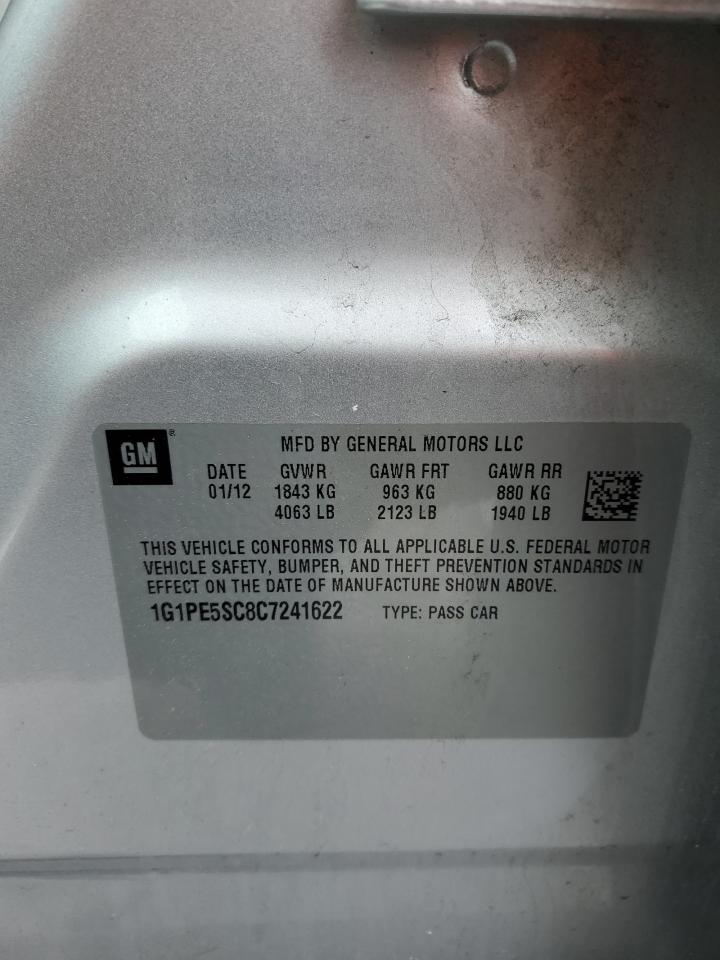 GM®
MFD BY GENERAL MOTORS LLC
DATE GVWR GAWR FRT GAWR RR
01/12 1843 KG 963 KG 880 KG
4063 LB 2123 LB 1940 LB
THIS VEHICLE CONFORMS TO ALL APPLICABLE U.S. FEDERAL MOTOR
VEHICLE SAFETY, BUMPER, AND THEFT PREVENTION STANDARDS IN
EFFECT ON THE DATE OF MANUFACTURE SHOWN ABOVE.
1G1PE5SC8C7241622 TYPE: PASS CAR